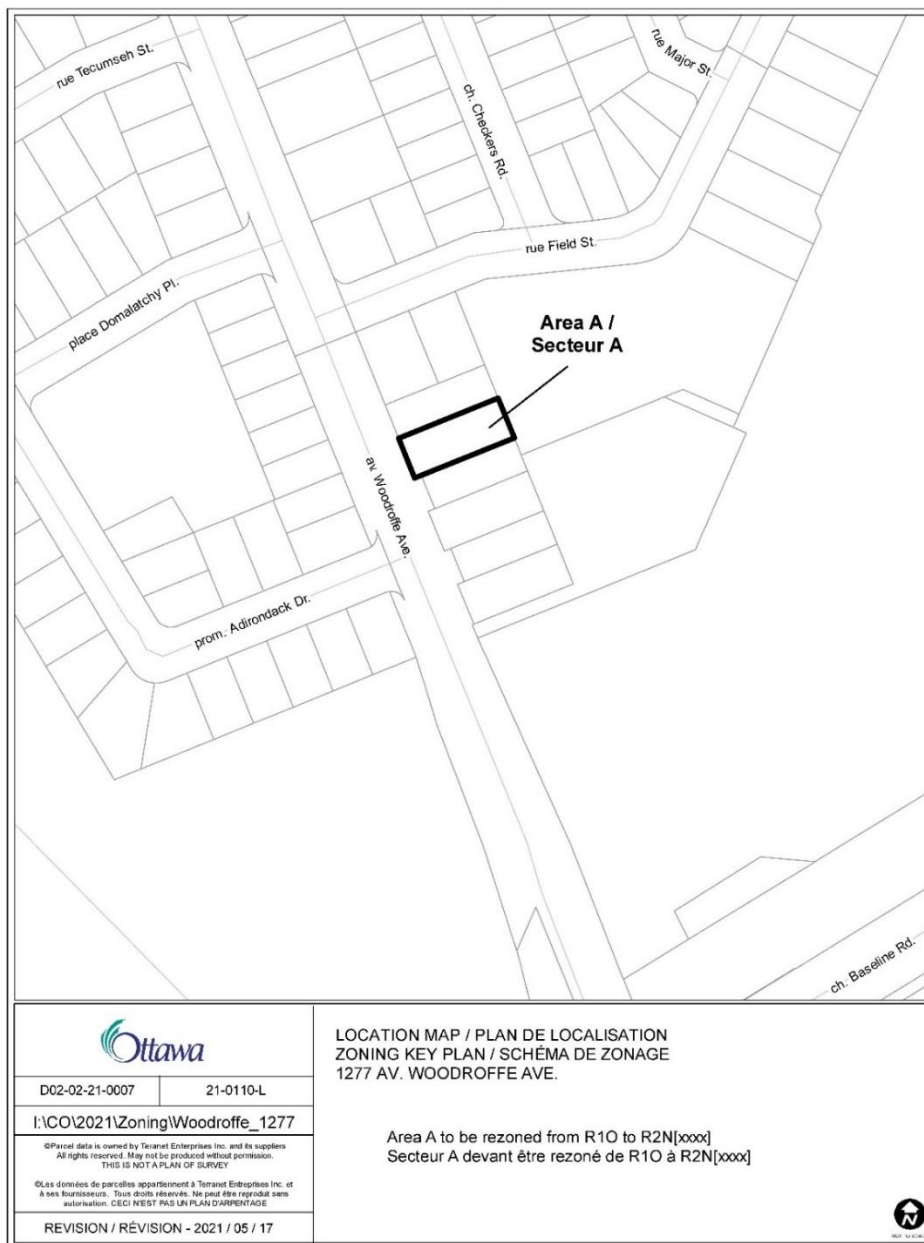 rue Tecumseh St.
rue Major St.
ch. Checkers Rd.
rue Field St.
place Domalatchy Pl.
Area A /
Secteur A
av. Woodroffe Ave.
prom. Adirondack Dr.
ch. Baseline Rd.
Ottawa
D02-02-21-0007
21-0110-L
I:\CO\2021\Zoning\Woodroffe_1277
©Parcel data is owned by Teranet Enterprises Inc. and its suppliers
All rights reserved. May not be produced without permission.
THIS IS NOT A PLAN OF SURVEY
©Les données de parcelles appartiennent à Teranet Entreprises Inc. et
à ses fournisseurs. Tous droits réservés. Ne peut être reproduit sans
autorisation. CECI N'EST PAS UN PLAN D'ARPENTAGE
REVISION / RÉVISION - 2021 / 05 / 17
LOCATION MAP / PLAN DE LOCALISATION
ZONING KEY PLAN / SCHÉMA DE ZONAGE
1277 AV. WOODROFFE AVE.
Area A to be rezoned from R1O to R2N[xxxx]
Secteur A devant être rezoné de R1O à R2N[xxxx]
N